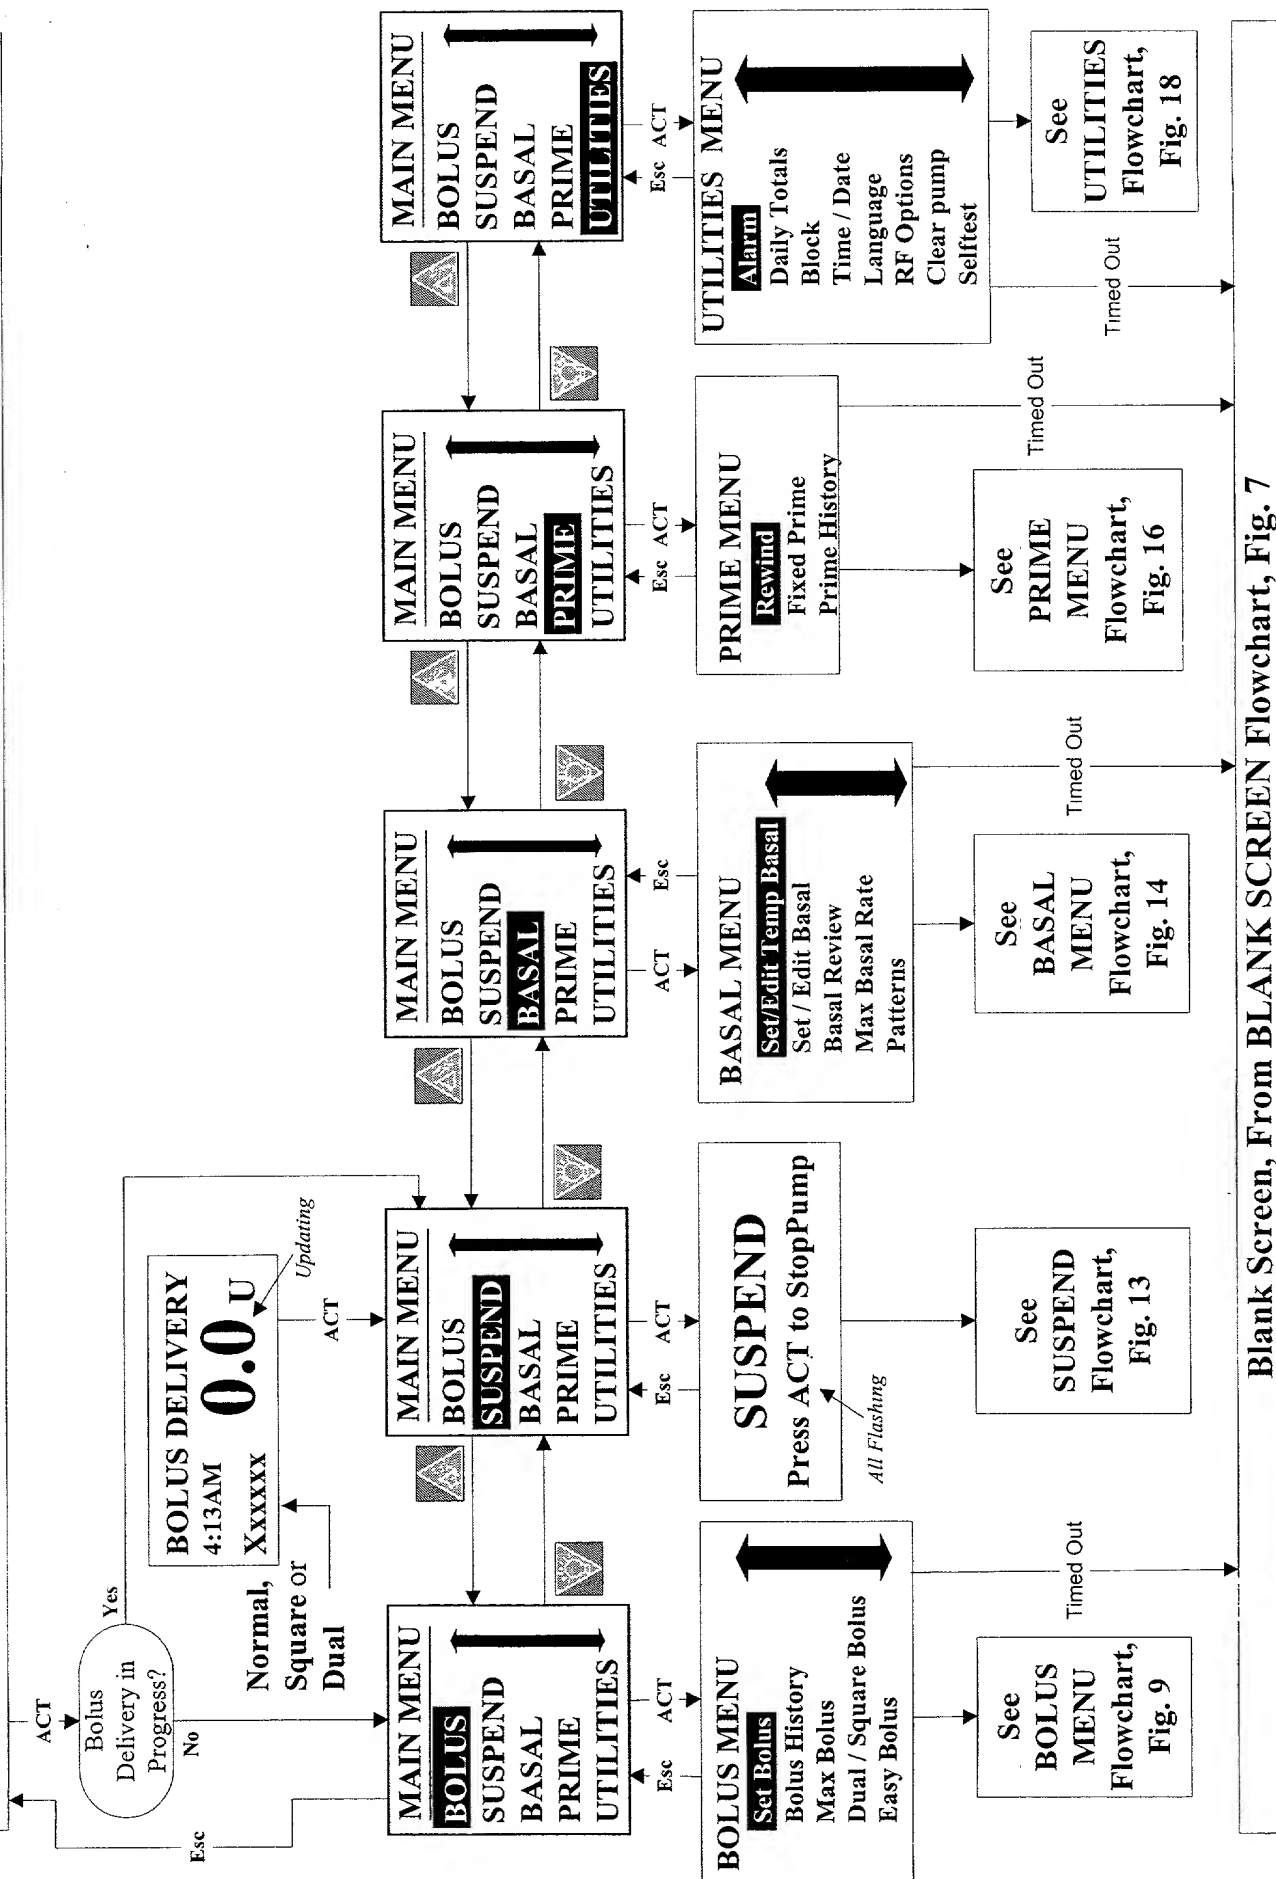 ACT
Esc
Bolus
Delivery in
Progress?
Yes
No
BOLUS DELIVERY
4:13AM
0.0 U
Xxxxxx
Updating
Normal,
Square or
Dual
ACT
MAIN MENU
BOLUS
SUSPEND
BASAL
PRIME
UTILITIES
MAIN MENU
BOLUS
SUSPEND
BASAL
PRIME
UTILITIES
MAIN MENU
BOLUS
SUSPEND
BASAL
PRIME
UTILITIES
MAIN MENU
BOLUS
SUSPEND
BASAL
PRIME
UTILITIES
MAIN MENU
BOLUS
SUSPEND
BASAL
PRIME
UTILITIES
Esc
ACT
Esc
ACT
ACT
Esc
Esc
ACT
Esc
ACT
BOLUS MENU
Set Bolus
Bolus History
Max Bolus
Dual / Square Bolus
Easy Bolus
SUSPEND
Press ACT to StopPump
All Flashing
BASAL MENU
Set/Edit Temp Basal
Set / Edit Basal
Basal Review
Max Basal Rate
Patterns
PRIME MENU
Rewind
Fixed Prime
Prime History
UTILITIES MENU
Alarm
Daily Totals
Block
Time / Date
Language
RF Options
Clear pump
Selftest
See
BOLUS
MENU
Flowchart,
Fig. 9
Timed Out
See
SUSPEND
Flowchart,
Fig. 13
See
BASAL
MENU
Flowchart,
Fig. 14
Timed Out
See
PRIME
MENU
Flowchart,
Fig. 16
Timed Out
Timed Out
See
UTILITIES
Flowchart,
Fig. 18
Blank Screen, From BLANK SCREEN Flowchart, Fig. 7